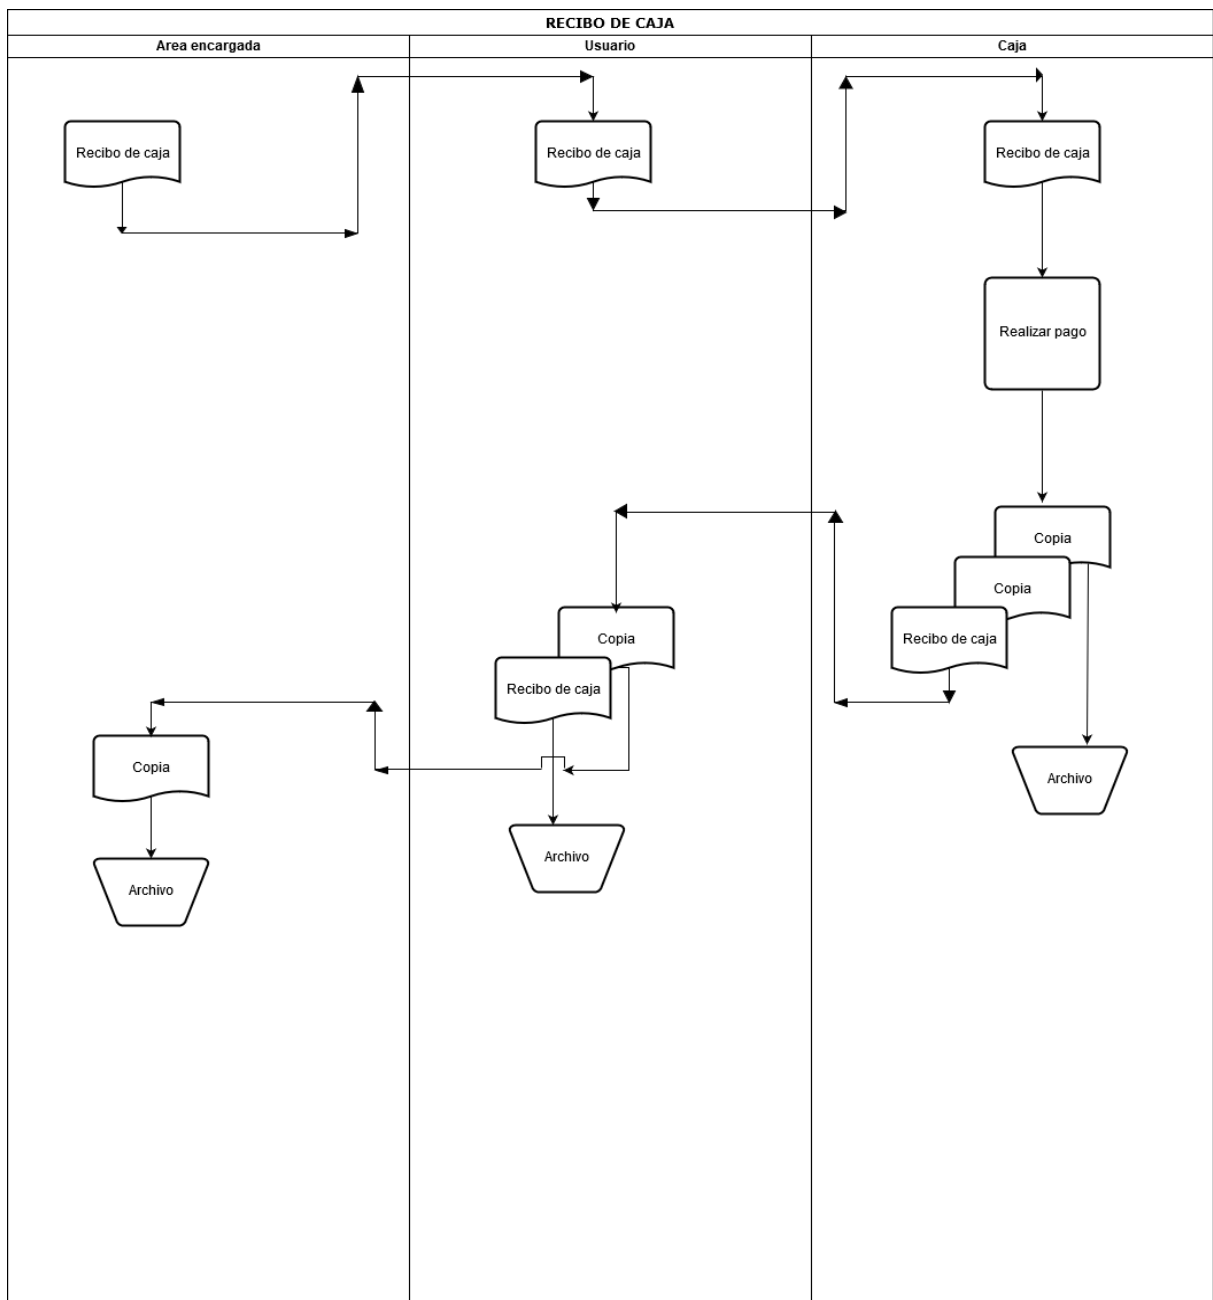 RECIBO DE CAJA
Area encargada
Usuario
Caja
Recibo de caja
Recibo de caja
Recibo de caja
Realizar pago
Copia
Copia
Recibo de caja
Copia
Recibo de caja
Copia
Archivo
Archivo
Archivo